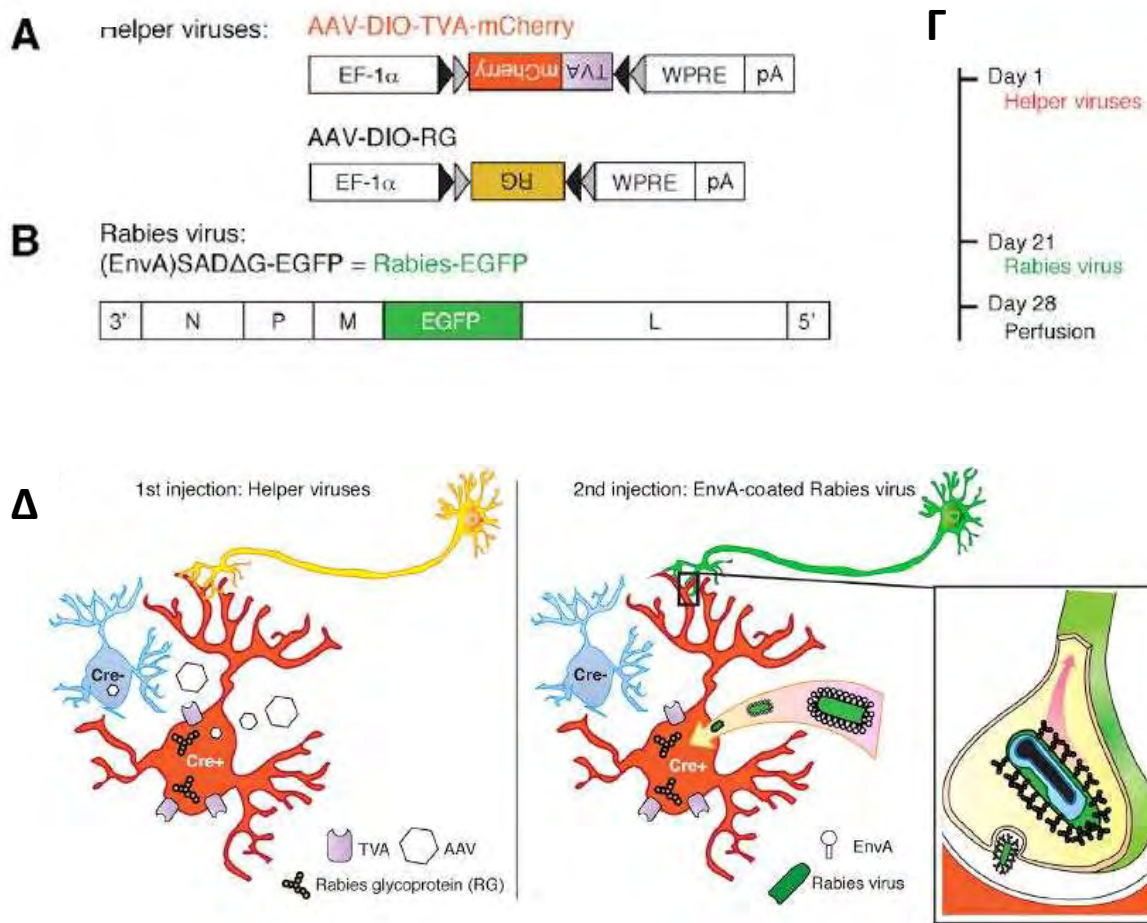 A
Helper viruses:
AAV-DIO-TVA-mCherry
EF-1α mCherry TVA WPRE pA
AAV-DIO-RG
EF-1α RG WPRE pA
B
Rabies virus:
(EnvA)SADΔG-EGFP = Rabies-EGFP
3' N P M EGFP L 5'
Γ
Day 1
Helper viruses
Day 21
Rabies virus
Day 28
Perfusion
Δ
1st injection: Helper viruses
Cre-
Cre+
TVA
AAV
Rabies glycoprotein (RG)
2nd injection: EnvA-coated Rabies virus
Cre-
Cre+
EnvA
Rabies virus